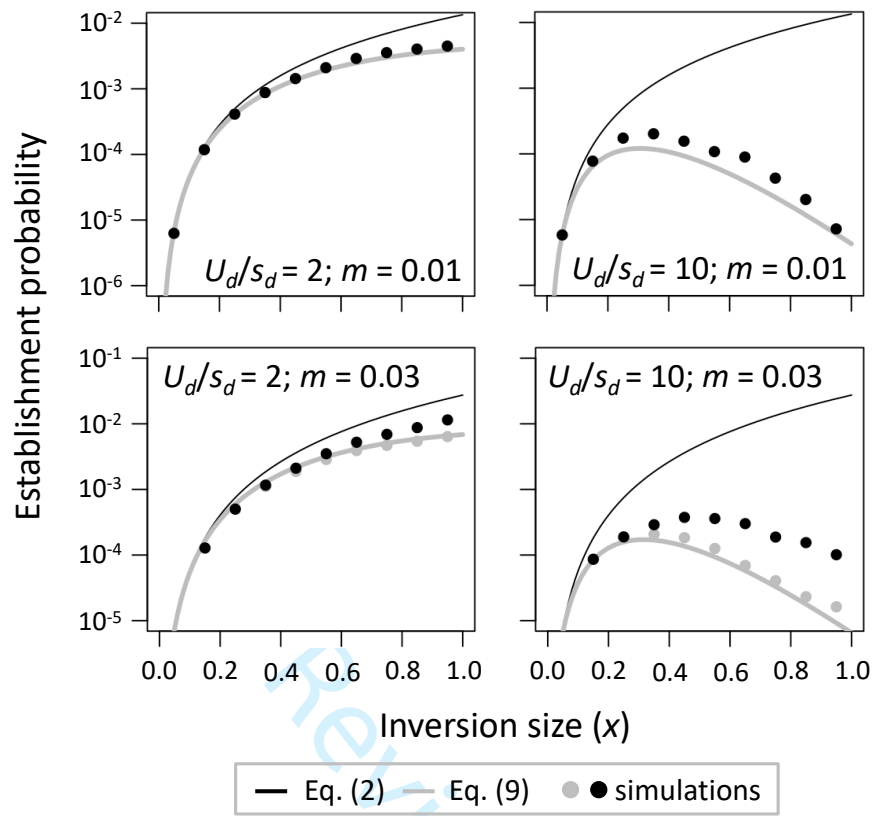 Establishment probability
10-2
10-3
10-4
10-5
10-6
Ud/sd = 2; m = 0.01
Ud/sd = 10; m = 0.01
10-1
10-2
10-3
10-4
10-5
Ud/sd = 2; m = 0.03
Ud/sd = 10; m = 0.03
0.0 0.2 0.4 0.6 0.8 1.0
0.0 0.2 0.4 0.6 0.8 1.0
Inversion size (x)
Eq. (2) Eq. (9) simulations